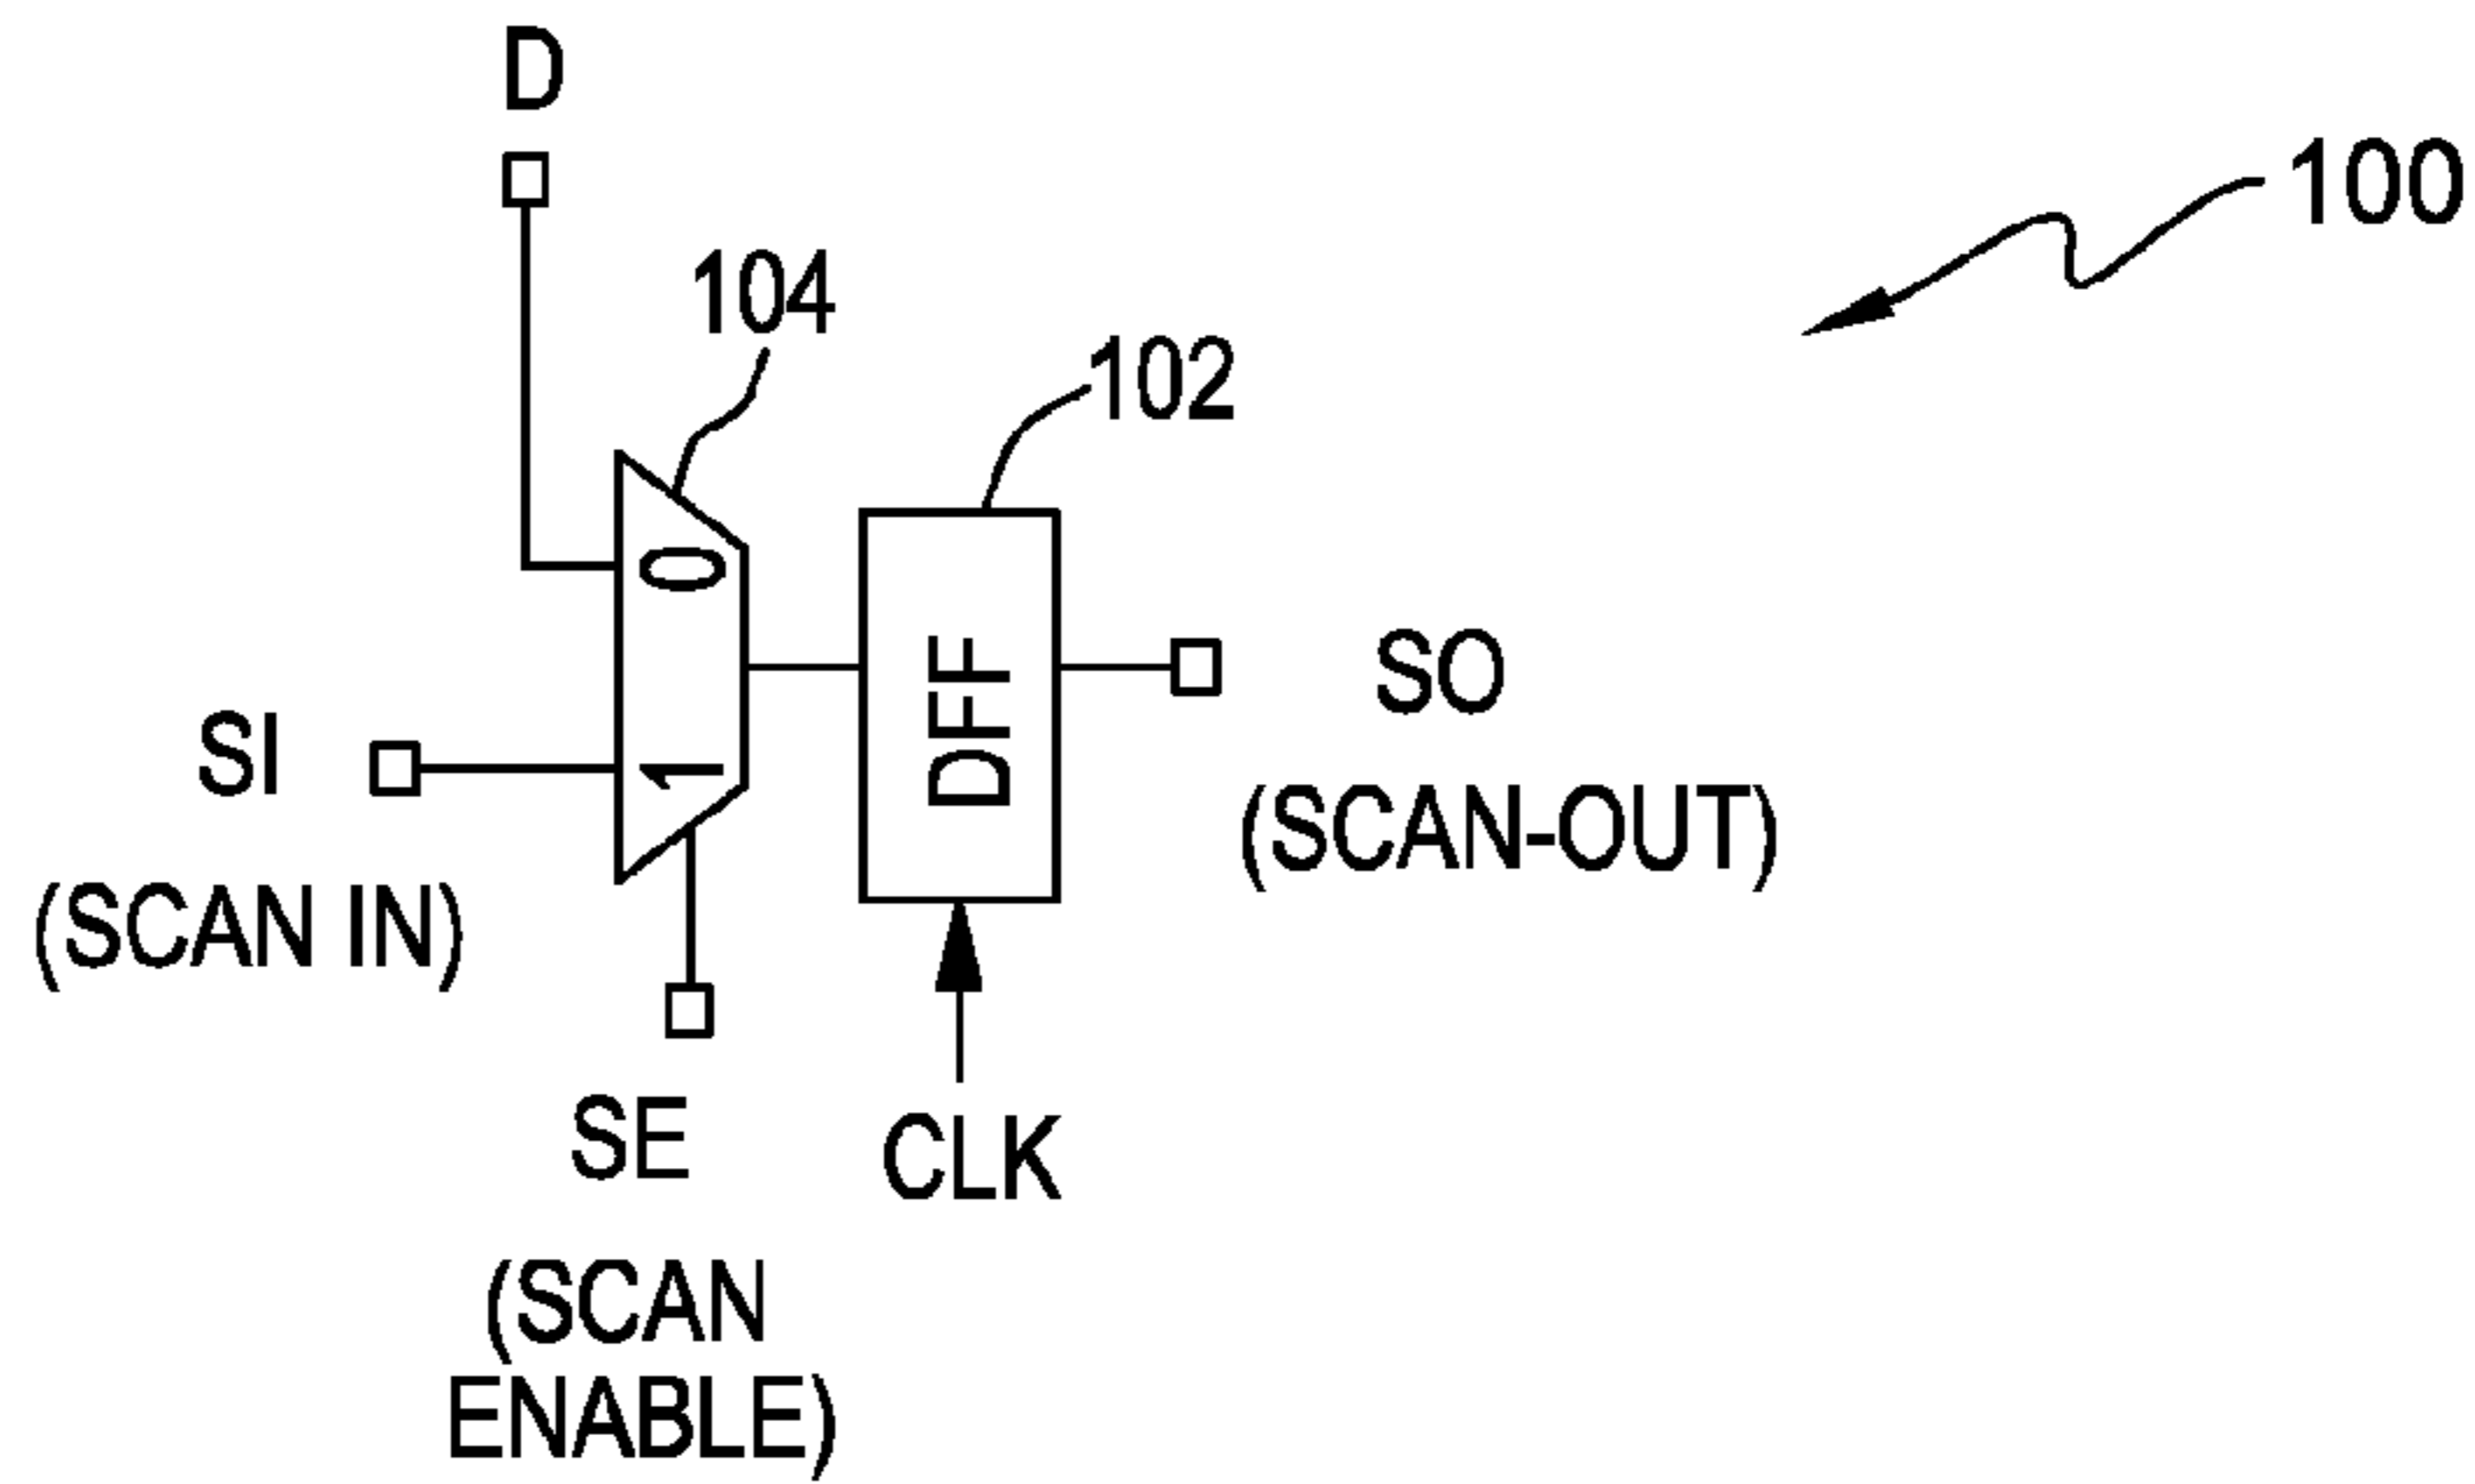 D
100
104
102
0
1
DFF
SI
(SCAN IN)
SO
(SCAN-OUT)
SE
(SCAN
ENABLE)
CLK